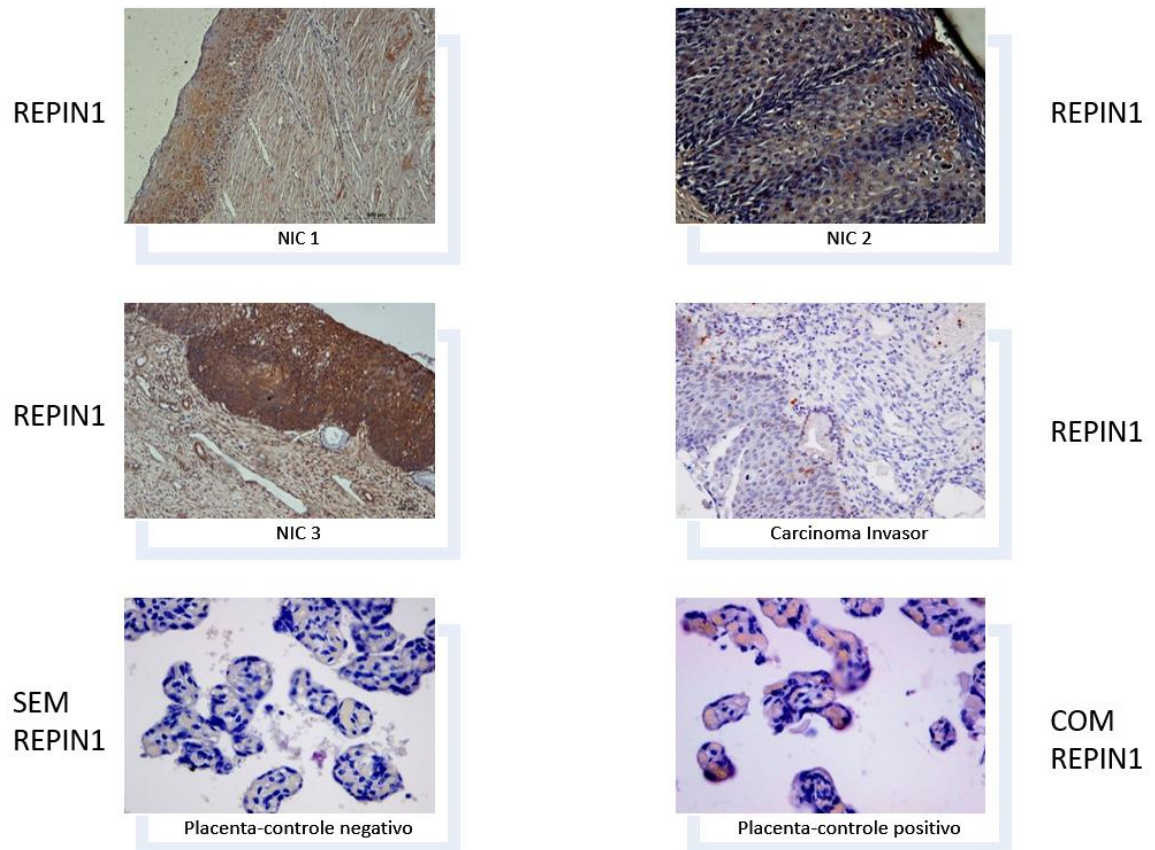 REPIN1
REPIN1
NIC 1
NIC 2
REPIN1
REPIN1
NIC 3
Carcinoma Invasor
SEM
REPIN1
COM
REPIN1
Placenta-controle negativo
Placenta-controle positivo